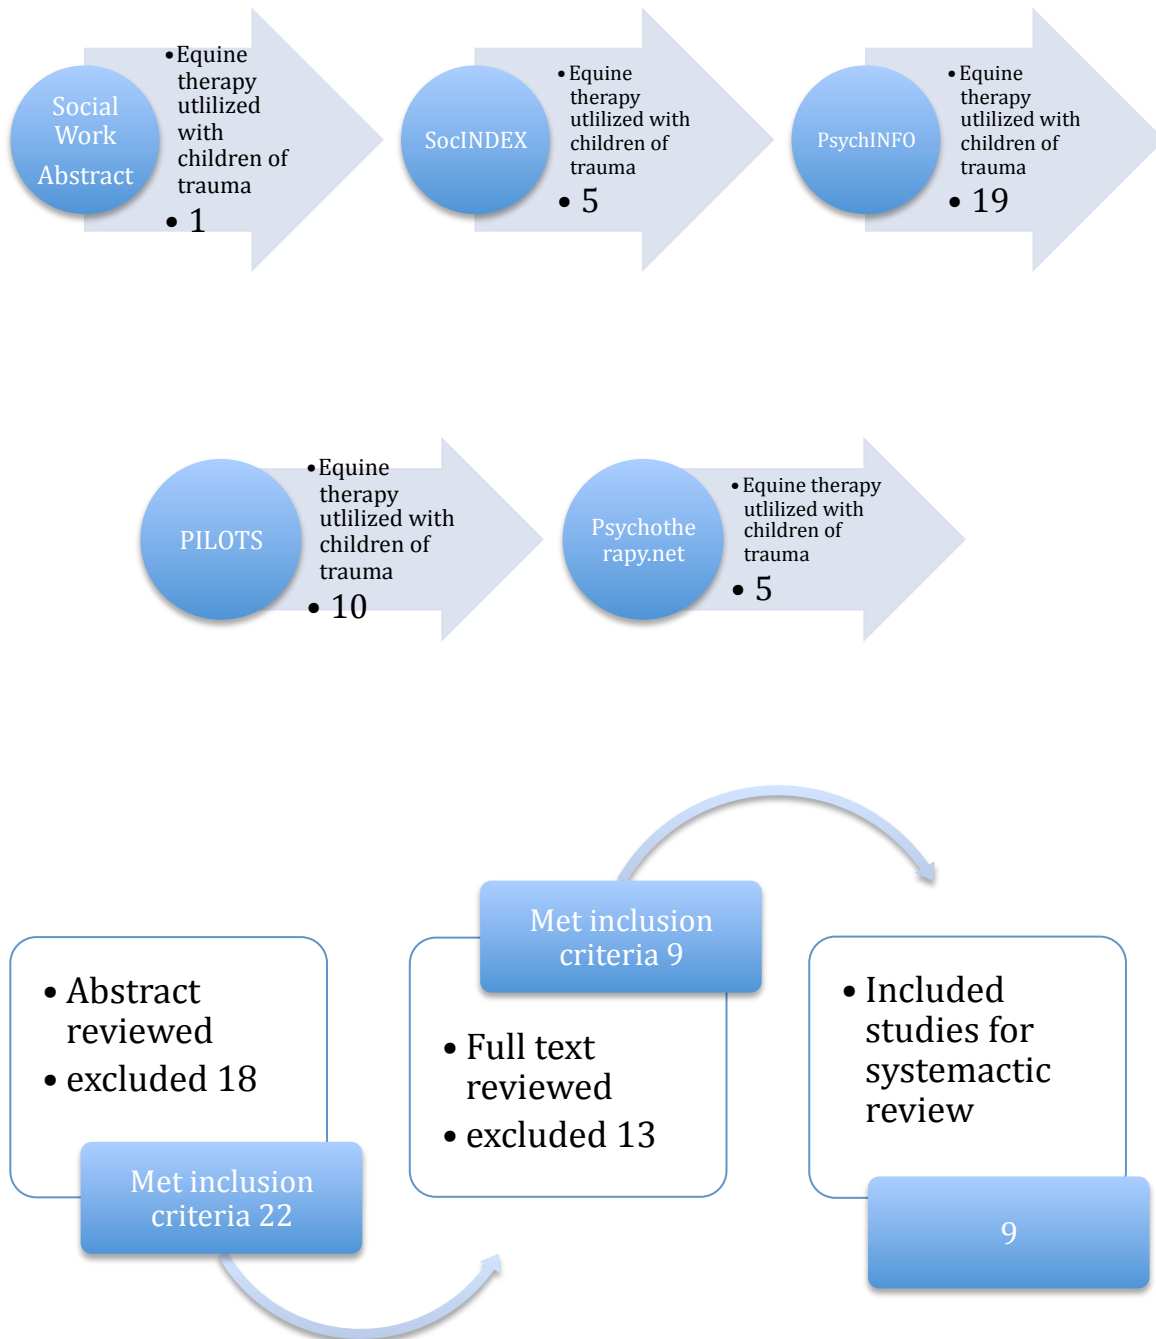 Social
Work
Abstract
•Equine
therapy
utlilized
with
children of
trauma
• 1
SocINDEX
•Equine
therapy
utlilized with
children of
trauma
• 5
PsychINFO
•Equine
therapy
utlilized with
children of
trauma
• 19
PILOTS
•Equine
therapy
utlilized with
children of
trauma
• 10
Psychothe
rapy.net
•Equine therapy
utlilized with
children of
trauma
• 5
• Abstract
reviewed
• excluded 18
Met inclusion
criteria 22
Met inclusion
criteria 9
• Full text
reviewed
• excluded 13
• Included
studies for
systemactic
review
9